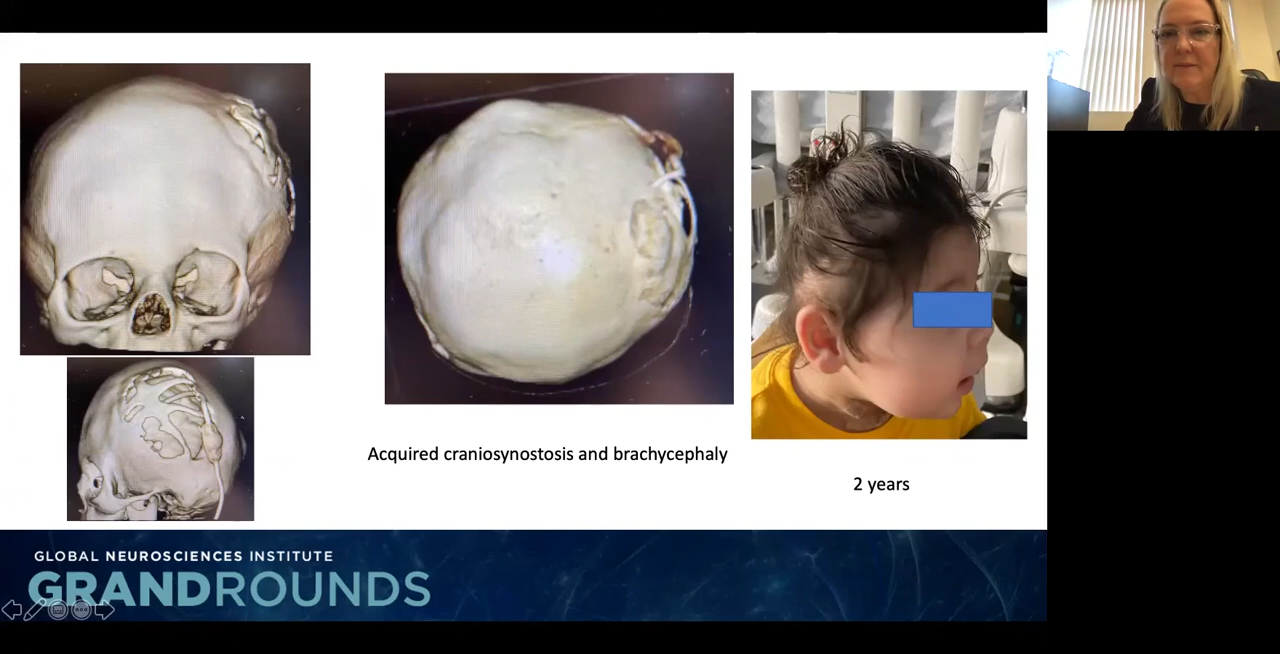 Acquired craniosynostosis and brachycephaly
2 years
GLOBAL NEUROSCIENCES INSTITUTE
GRANDROUNDS